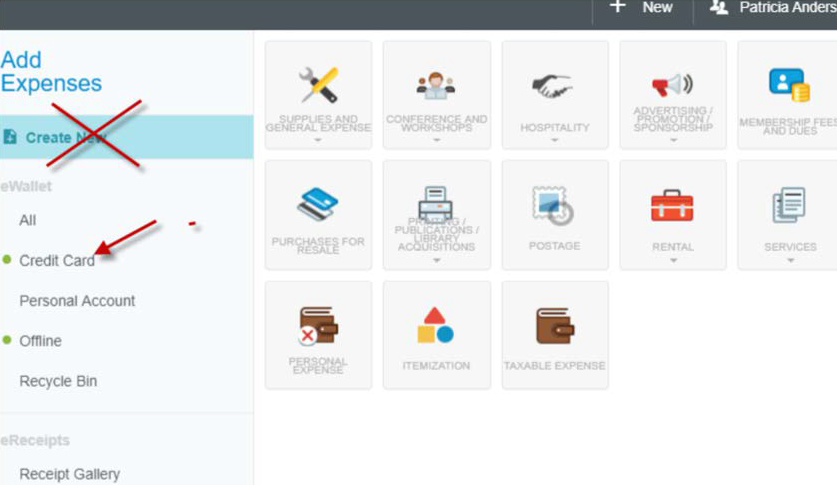 + New
Patricia Anders
Add
Expenses
Create New
eWallet
All
Credit Card
Personal Account
Offline
Recycle Bin
eReceipts
Receipt Gallery
SUPPLIES AND
GENERAL EXPENSE
CONFERENCE AND
WORKSHOPS
HOSPITALITY
ADVERTISING /
PROMOTION /
SPONSORSHIP
MEMBERSHIP FEES
AND DUES
PURCHASES FOR
RESALE
PRINTING /
PUBLICATIONS /
LIBRARY
ACQUISITIONS
POSTAGE
RENTAL
SERVICES
PERSONAL
EXPENSE
ITEMIZATION
TAXABLE EXPENSE